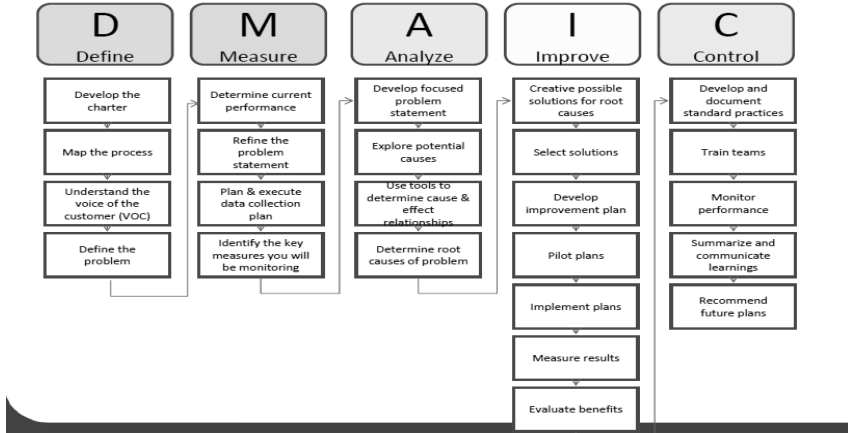 D
Define
Develop the
charter
Map the process
Understand the
voice of the
customer (VOC)
Define the
problem
M
Measure
Determine current
performance
Refine the
problem
statement
Plan & execute
data collection
plan
Identify the key
measures you will
be monitoring
A
Analyze
Develop focused
problem
statement
Explore potential
causes
Use tools to
determine cause &
effect
relationships
Determine root
causes of problem
I
Improve
Creative possible
solutions for root
causes
Select solutions
Develop
improvement plan
Pilot plans
Implement plans
Measure results
Evaluate benefits
C
Control
Develop and
document
standard practices
Train teams
Monitor
performance
Summarize and
communicate
learnings
Recommend
future plans